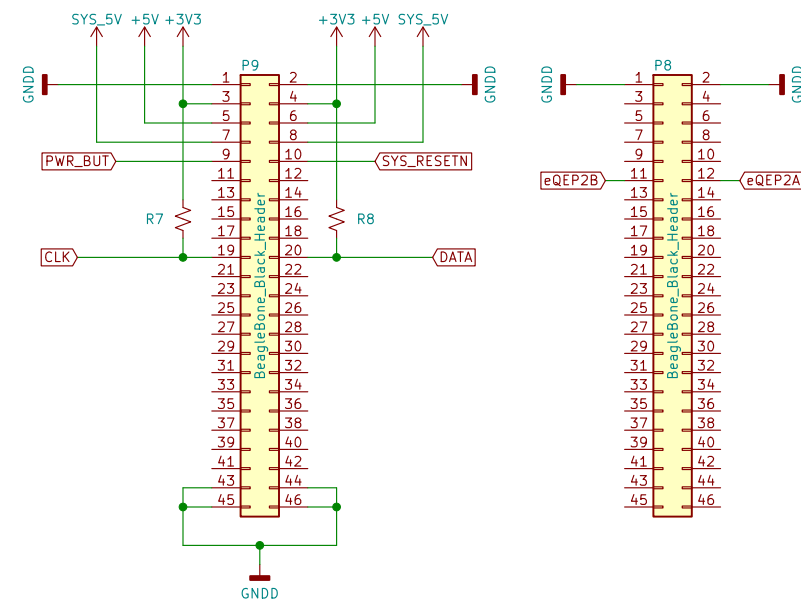 SYS_5V +5V +3V3 +3V3 +5V SYS_5V
P9 P8
GNDD 1 2 GNDD GNDD 1 2 GNDD
3 4 3 4
5 6 5 6
7 8 7 8
PWR_BUT 9 10 SYS_RESETN 9 10
11 12 eQEP2B 11 12 eQEP2A
13 14 13 14
R7 15 16 R8 15 16
17 18 17 18
CLK 19 20 DATA 19 20
21 22 21 22
23 24 23 24
25 26 25 26
27 28 27 28
29 30 29 30
31 32 31 32
33 34 33 34
35 36 35 36
37 38 37 38
39 40 39 40
41 42 41 42
43 44 43 44
45 46 45 46
BeagleBone_Black_Header BeagleBone_Black_Header
GNDD